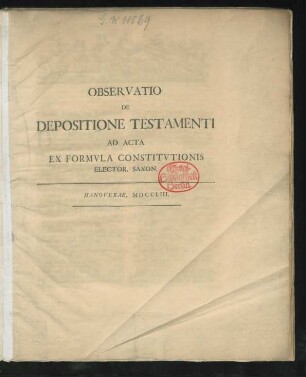 OBSERVATIO
DE
DEPOSITIONE TESTAMENTI
AD ACTA
EX FORMVLA CONSTITVTIONIS
ELECTOR. SAXON.
HANOVERAE, MDCCLIII.